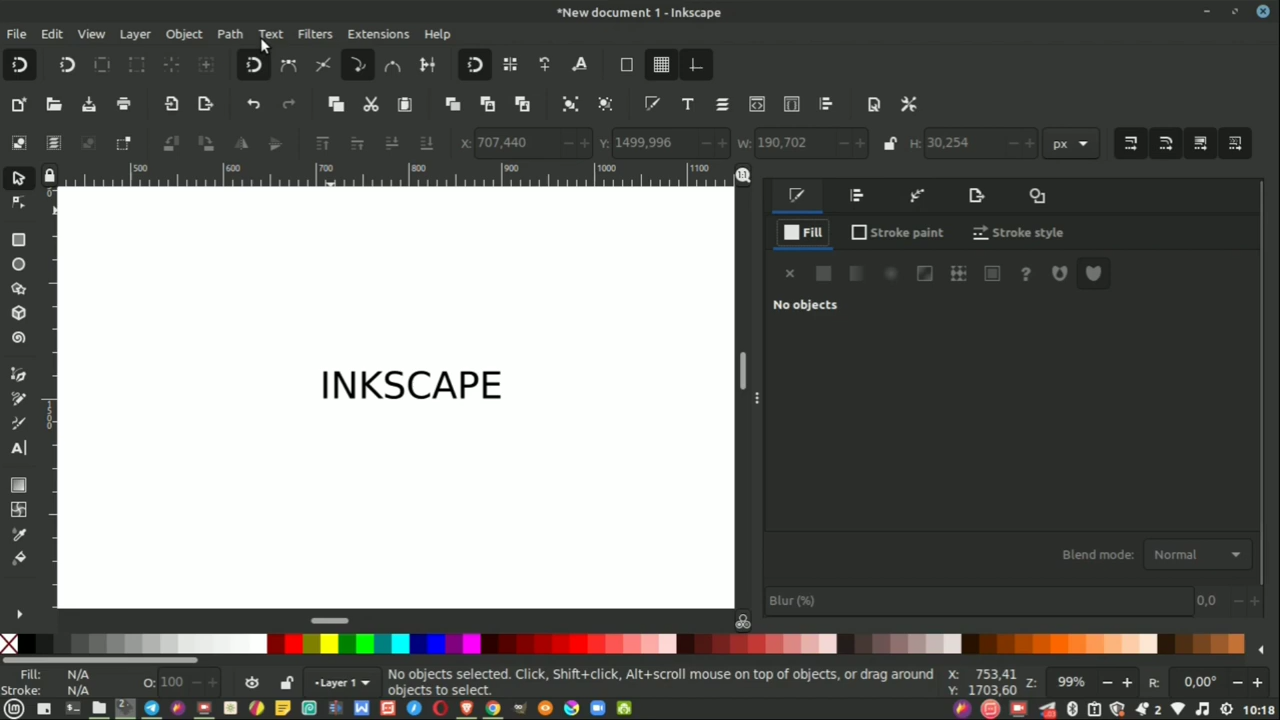 *New document 1 - Inkscape
File Edit View Layer Object Path Text Filters Extensions Help
X: 707,440 Y: 1499,996 W: 190,702 H: 30,254 px
500 600 700 800 900 1000 1100
Fill Stroke paint Stroke style
No objects
INKSCAPE
1500
Blend mode: Normal
Blur (%) 0,0
Fill: N/A O: 100 Layer 1 No objects selected. Click, Shift+click, Alt+scroll mouse on top of objects, or drag around X: 753,41 Z: 99% R: 0,00°
Stroke: N/A objects to select. Y: 1703,60
2 10:18